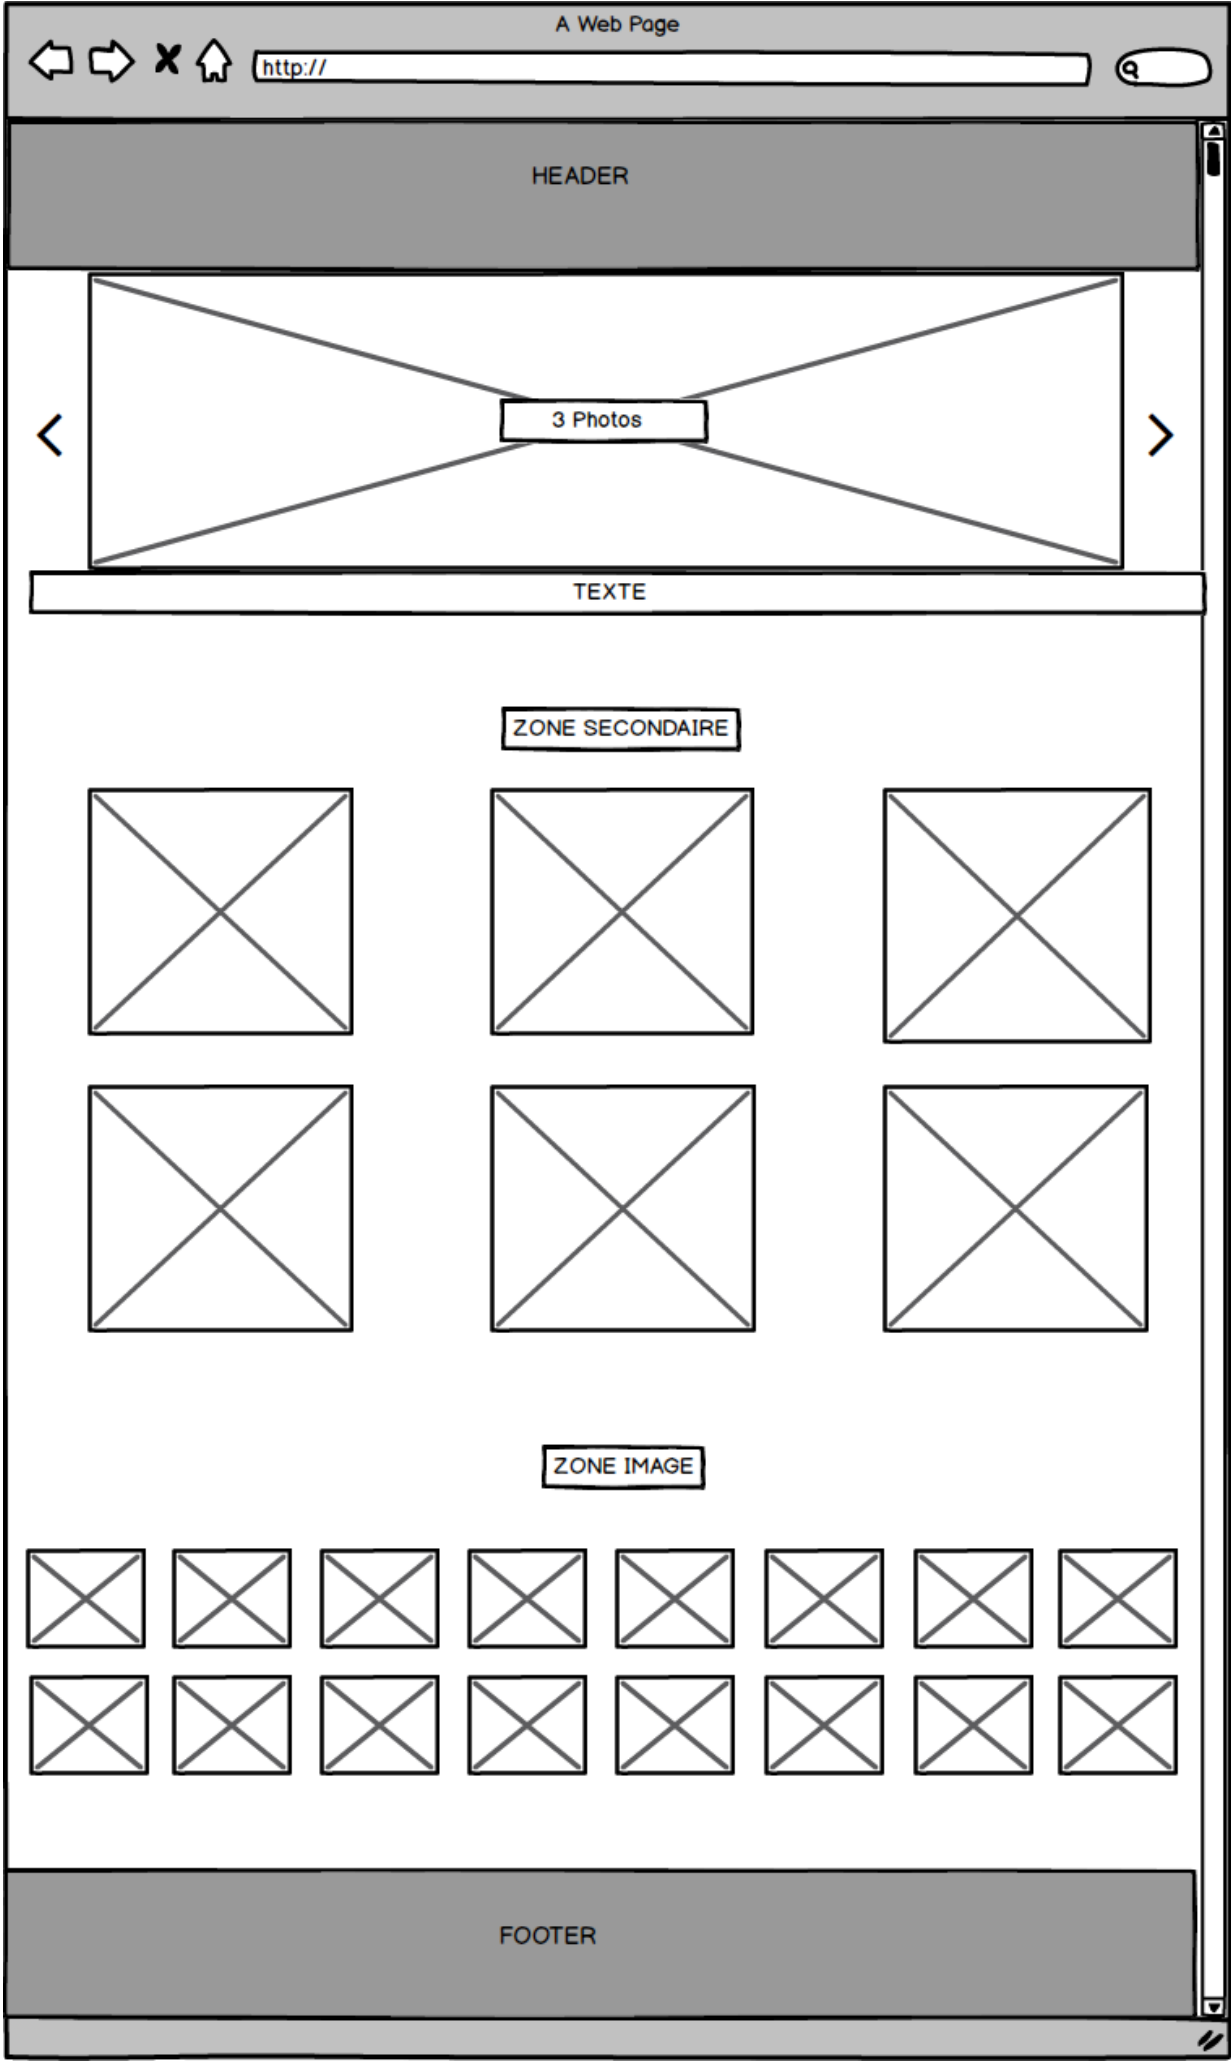 A Web Page
http://
HEADER
3 Photos
TEXTE
ZONE SECONDAIRE
ZONE IMAGE
FOOTER